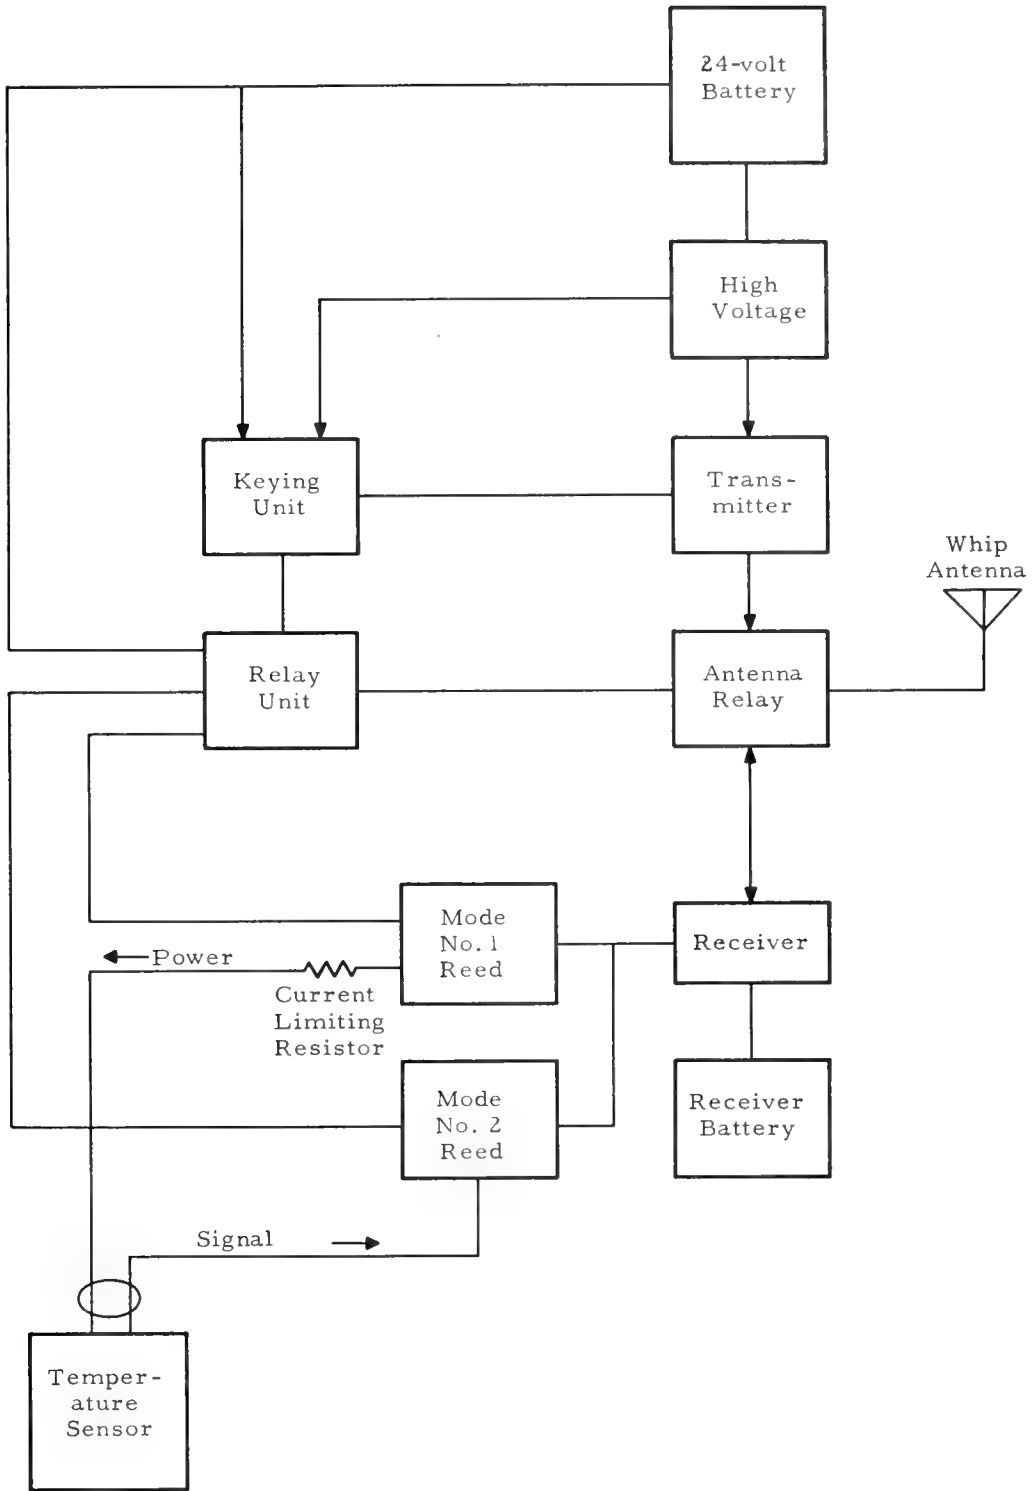 24-volt
Battery
High
Voltage
Keying
Unit
Trans-
mitter
Whip
Antenna
Relay
Unit
Antenna
Relay
Mode
No. 1
Reed
Receiver
Power
Current
Limiting
Resistor
Mode
No. 2
Reed
Receiver
Battery
Signal
Temper-
ature
Sensor